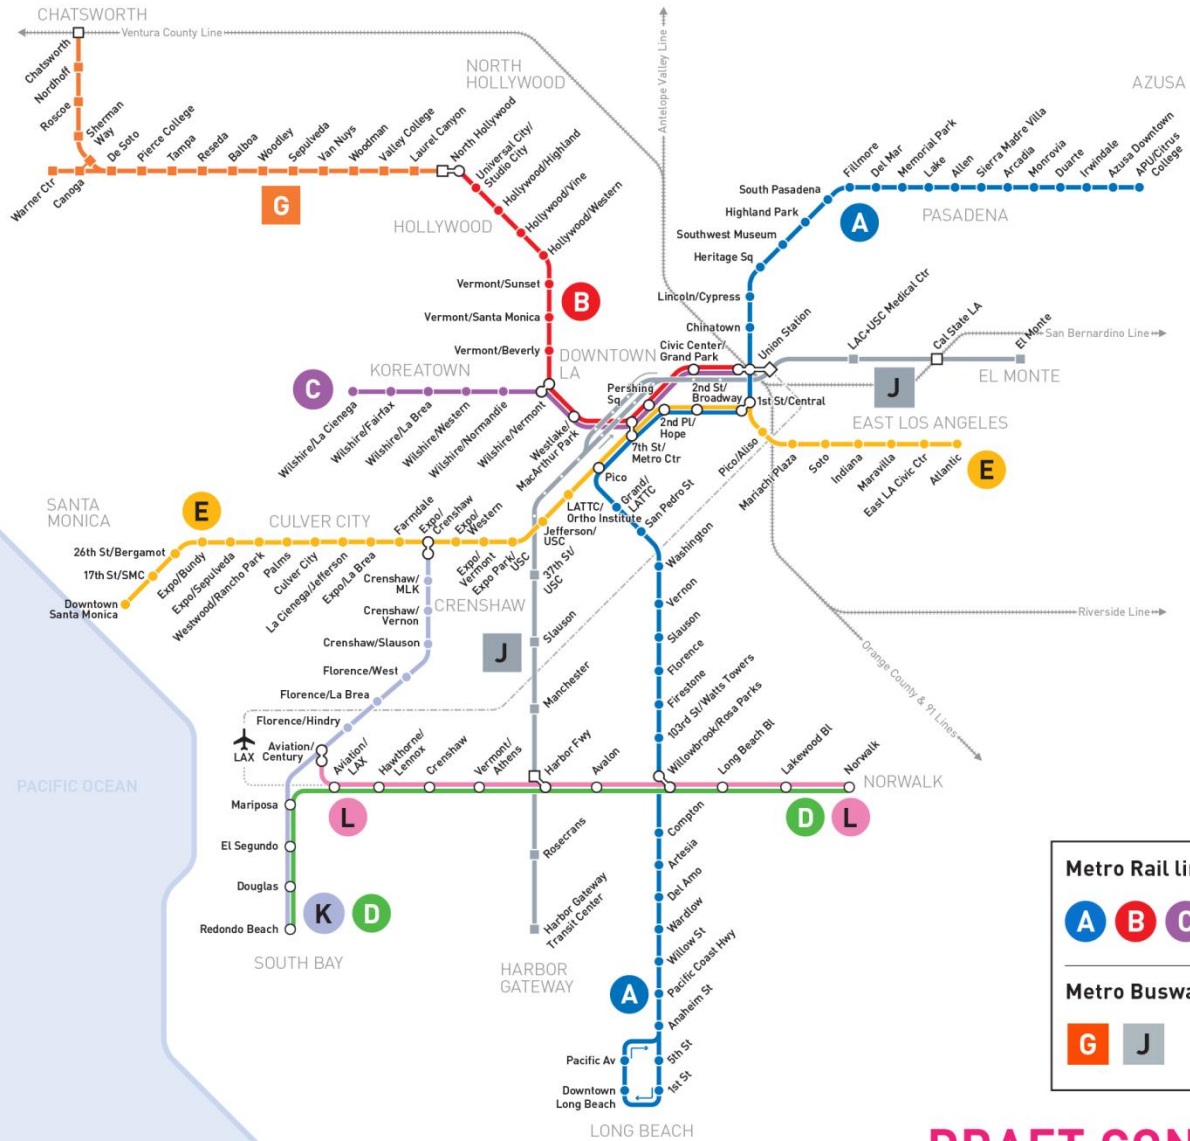 CHATSWORTH
Ventura County Line
Antelope Valley Line
NORTH
HOLLYWOOD
AZUSA
Chatsworth
Nordhoff
Roscoe
Sherman
Way
De Soto
Pierce College
Tampa
Reseda
Balboa
Woodley
Sepulveda
Van Nuys
Woodman
Valley College
Laurel Canyon
North Hollywood
Warner Ctr
Canoga
G
Universal City/
Studio City
Hollywood/Highland
Hollywood/Vine
Hollywood/Western
HOLLYWOOD
Fillmore
Del Mar
Memorial Park
Lake
Allen
Sierra Madre Villa
Arcadia
Monrovia
Duarte
Irwindale
Azusa Downtown
APU/Citrus
College
South Pasadena
Highland Park
Southwest Museum
Heritage Sq
A
PASADENA
Vermont/Sunset
Vermont/Santa Monica
Vermont/Beverly
B
Lincoln/Cypress
Chinatown
Union Station
LAC+USC Medical Ctr
Cal State LA
El Monte
San Bernardino Line
EL MONTE
J
Civic Center/
Grand Park
DOWNTOWN
LA
KOREATOWN
C
Wilshire/La Cienega
Wilshire/Fairfax
Wilshire/La Brea
Wilshire/Western
Wilshire/Normandie
Wilshire/Vermont
Westlake/
MacArthur Park
Pershing
Sq
2nd St/
Broadway
1st St/Central
2nd Pl/
Hope
7th St/
Metro Ctr
EAST LOS ANGELES
Pico/Aliso
Mariachi Plaza
Soto
Indiana
Maravilla
East LA Civic Ctr
Atlantic
E
Pico
Grand/
LATTC
San Pedro St
Washington
LATTC/
Ortho Institute
Jefferson/
USC
SANTA
MONICA
E
CULVER CITY
26th St/Bergamot
17th St/SMC
Downtown
Santa Monica
Expo/Bundy
Expo/Sepulveda
Westwood/Rancho Park
Palms
Culver City
La Cienega/Jefferson
Expo/La Brea
Farmdale
Expo/
Crenshaw
Expo/
Western
Expo/
Vermont
Expo Park/
USC
37th St/
USC
Crenshaw/
MLK
Crenshaw/
Vernon
CRENSHAW
Crenshaw/Slauson
Florence/West
Florence/La Brea
Florence/Hindry
Aviation/
Century
LAX
J
Slauson
Manchester
Vernon
Slauson
Florence
Firestone
103rd St/Watts Towers
Willowbrook/Rosa Parks
Riverside Line
Orange County & 91 Lines
PACIFIC OCEAN
Aviation/
LAX
Hawthorne/
Lennox
Crenshaw
Vermont/
Athens
Harbor Fwy
Avalon
Long Beach Bl
Lakewood Bl
Norwalk
NORWALK
L
D
L
Mariposa
El Segundo
Douglas
Redondo Beach
K
D
SOUTH BAY
Rosecrans
Harbor Gateway
Transit Center
HARBOR
GATEWAY
Compton
Artesia
Del Amo
Wardlow
Willow St
Pacific Coast Hwy
Anaheim St
A
Pacific Av
5th St
Downtown
Long Beach
1st St
LONG BEACH
Metro Rail li
A
B
C
Metro Buswa
G
J
DRAFT CON